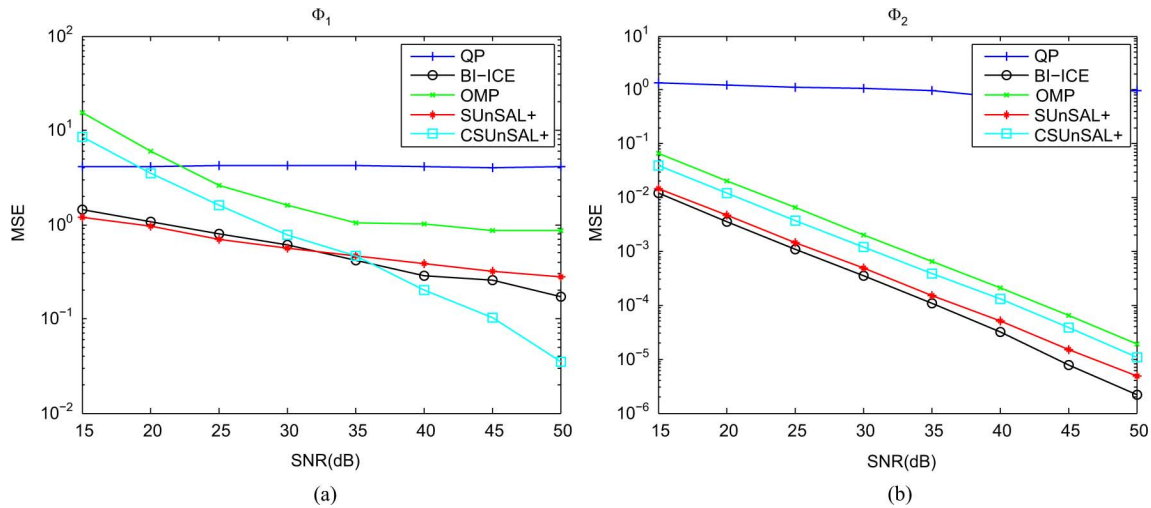 Φ1
10^2
10^1
10^0
10^-1
10^-2
MSE
15 20 25 30 35 40 45 50
SNR(dB)
QP
BI-ICE
OMP
SUnSAL+
CSUnSAL+
(a)
Φ2
10^1
10^0
10^-1
10^-2
10^-3
10^-4
10^-5
10^-6
MSE
15 20 25 30 35 40 45 50
SNR(dB)
QP
BI-ICE
OMP
SUnSAL+
CSUnSAL+
(b)